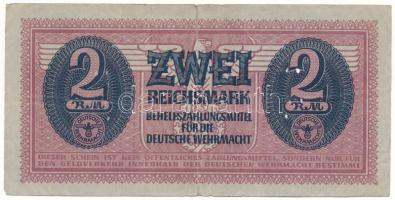 2
R.M.
ZWEI
REICHSMARK
BEHELFSZAHLUNGSMITTEL
FÜR DIE
DEUTSCHE WEHRMACHT
2
R.M.
DIESER SCHEIN IST KEIN ÖFFENTLICHES ZAHLUNGSMITTEL, SONDERN NUR FÜR
DEN GELDVERKEHR INNERHALB DER DEUTSCHEN WEHRMACHT BESTIMMT